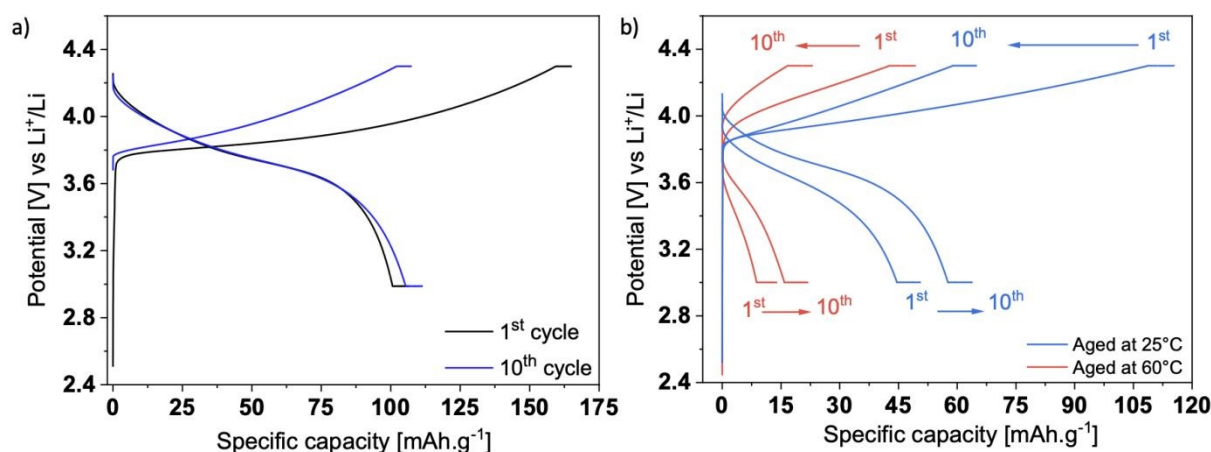 a)
4.4
4.0
3.6
3.2
2.8
2.4
Potential [V] vs Li⁺/Li
1ˢᵗ cycle
10ᵗʰ cycle
0 25 50 75 100 125 150 175
Specific capacity [mAh.g⁻¹]
b)
4.4
4.0
3.6
3.2
2.8
2.4
Potential [V] vs Li⁺/Li
10ᵗʰ 1ˢᵗ 10ᵗʰ 1ˢᵗ
1ˢᵗ 10ᵗʰ 1ˢᵗ 10ᵗʰ
Aged at 25°C
Aged at 60°C
0 15 30 45 60 75 90 105 120
Specific capacity [mAh.g⁻¹]